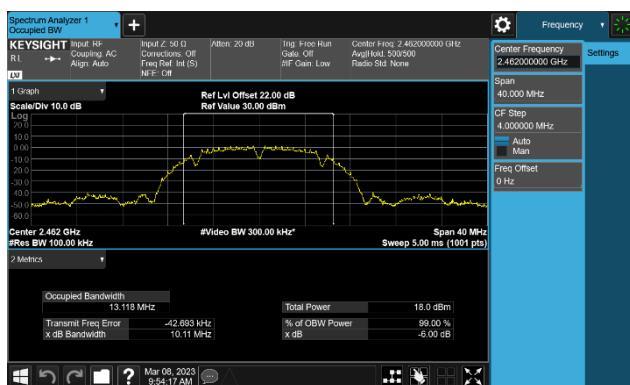 Spectrum Analyzer 1
Occupied Bandwidth
Frequency
KEYSIGHT
Input: RF
Coupling: AC
Align: Auto
Input Z: 50 Ω
Corrections: Off
Freq Ref: Int (S)
NFE: Off
Atten: 20 dB
Trig: Free Run
Gate: Off
#IF Gain: Low
Center Freq: 2.462000000 GHz
Avg|Hold: 500/500
Radio Std: None
Center Frequency
2.462000000 GHz
Settings
Span
40.000 MHz
CF Step
4.000000 MHz
Auto
Man
Freq Offset
0 Hz
1 Graph
Scale/Div 10.0 dB
Ref Lvl Offset 22.00 dB
Ref Value 30.00 dBm
Log
20.0
10.0
0.00
-10.0
-20.0
-30.0
-40.0
-50.0
-60.0
Center 2.462 GHz
#Video BW 300.00 kHz*
Span 40 MHz
#Res BW 100.00 kHz
Sweep 5.00 ms (1001 pts)
2 Metrics
Occupied Bandwidth
13.118 MHz
Total Power 18.0 dBm
Transmit Freq Error -42.693 kHz
% of OBW Power 99.00 %
x dB Bandwidth 10.11 MHz
x dB -6.00 dB
Mar 08, 2023
9:54:17 AM